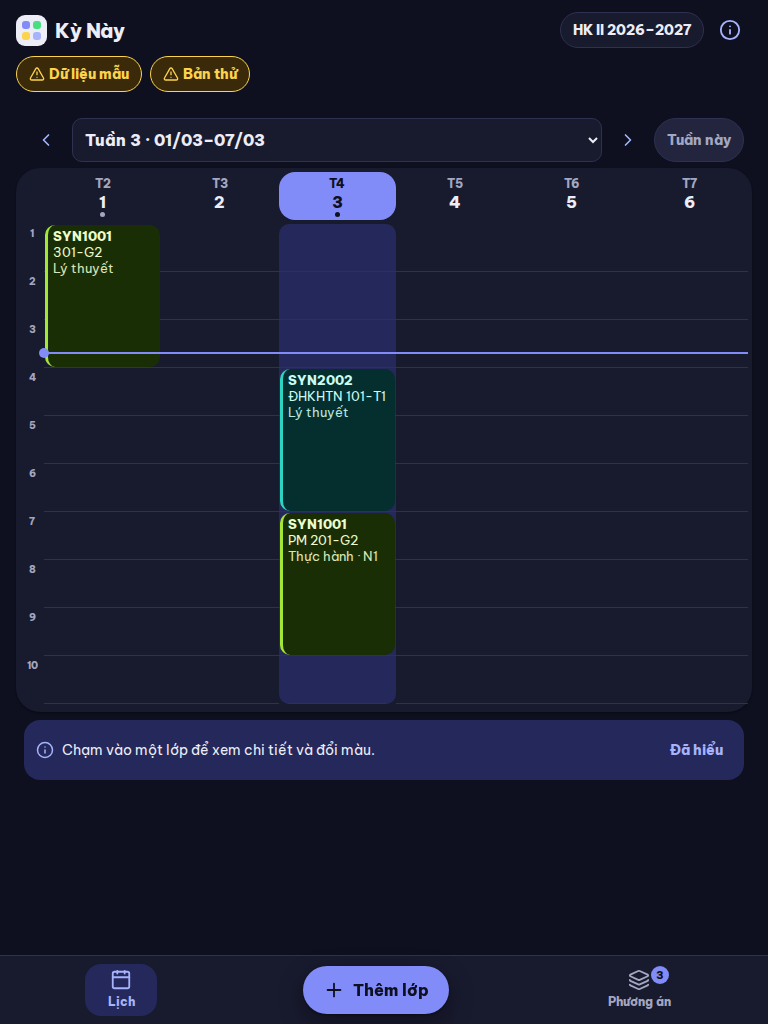 Kỳ Này
HK II 2026–2027
Dữ liệu mẫu
Bản thử
Tuần 3 · 01/03–07/03
Tuần này
T2 T3 T4 T5 T6 T7
1 2 3 4 5 6
1
SYN1001
301-G2
Lý thuyết
2
3
4
SYN2002
ĐHKHTN 101-T1
Lý thuyết
5
6
7
SYN1001
PM 201-G2
Thực hành · N1
8
9
10
Chạm vào một lớp để xem chi tiết và đổi màu.
Đã hiểu
Lịch
Thêm lớp
3
Phương án